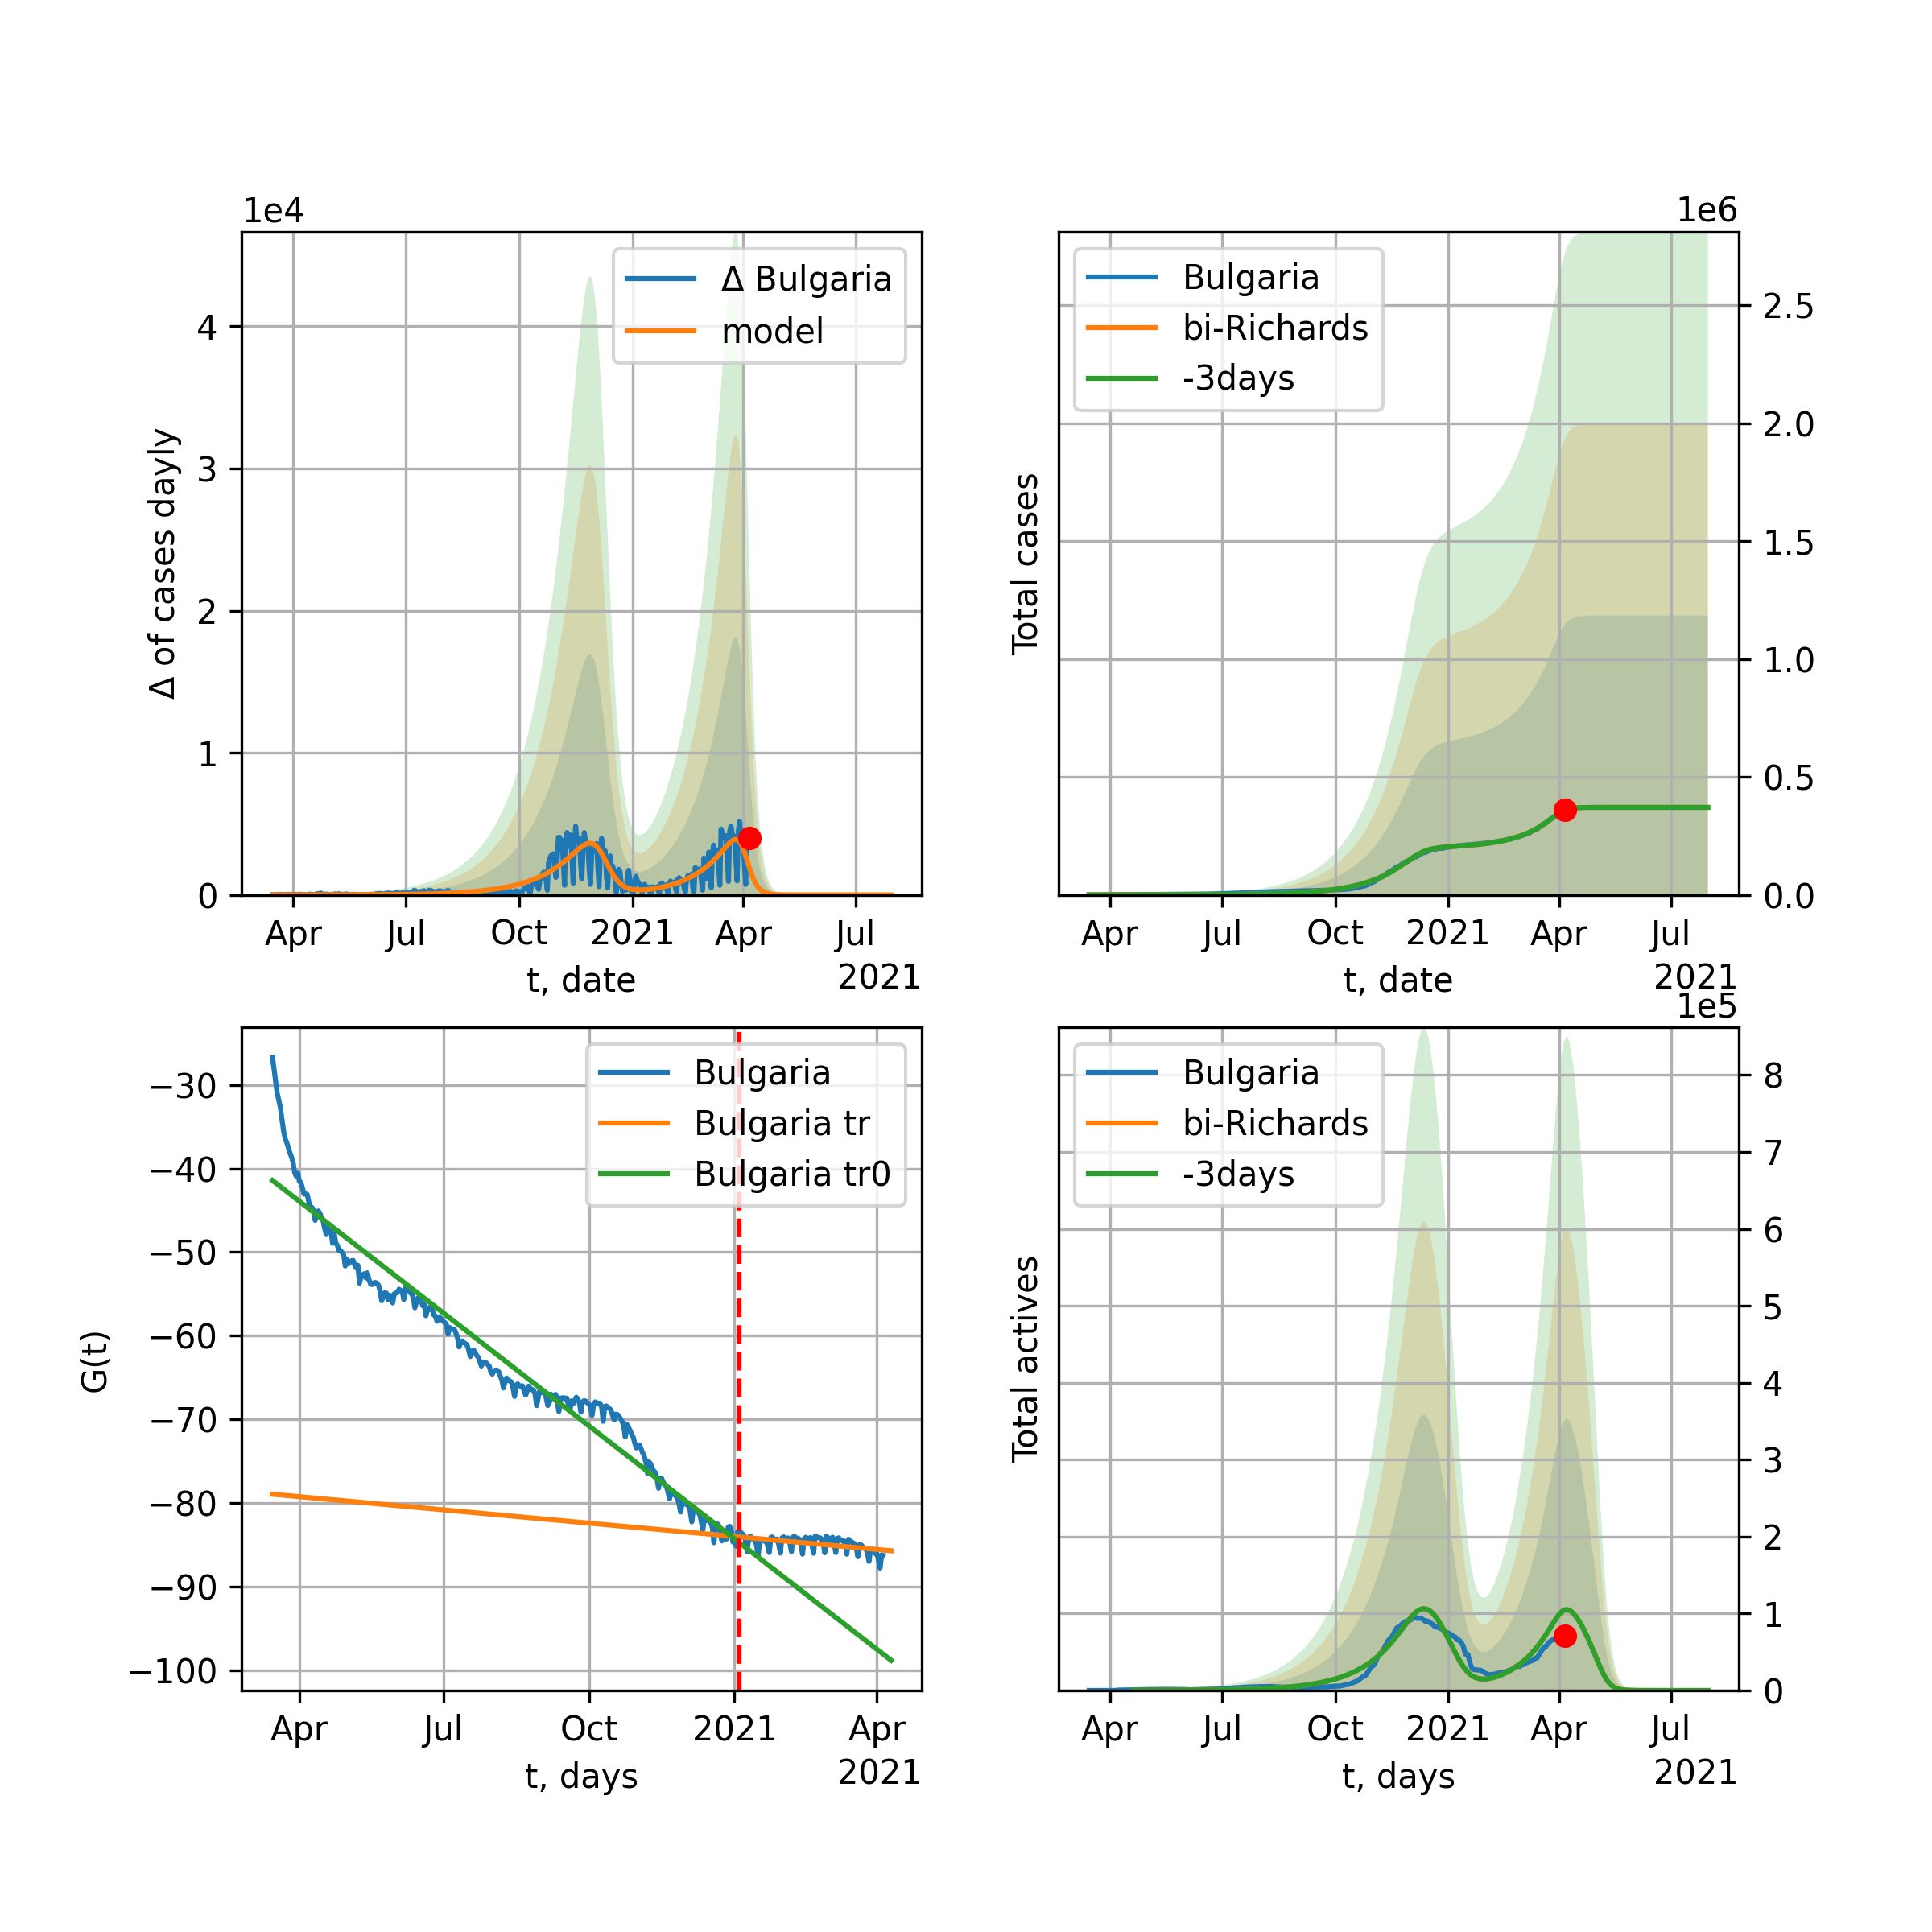 1e4
Δ of cases dayly
4
3
2
1
0
Δ Bulgaria
model
Apr Jul Oct 2021 Apr Jul
t, date
2021
1e6
Total cases
Bulgaria
bi-Richards
-3days
2.5
2.0
1.5
1.0
0.5
0.0
Apr Jul Oct 2021 Apr Jul
t, date
2021
G(t)
−30
−40
−50
−60
−70
−80
−90
−100
Bulgaria
Bulgaria tr
Bulgaria tr0
Apr Jul Oct 2021 Apr
t, days
2021
1e5
Total actives
Bulgaria
bi-Richards
-3days
8
7
6
5
4
3
2
1
0
Apr Jul Oct 2021 Apr Jul
t, days
2021